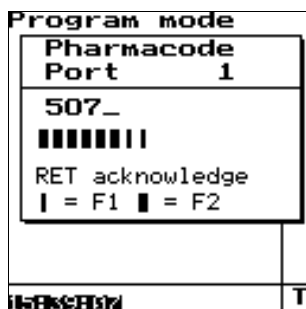 Program mode
Pharmacode
Port 1
507_
RET acknowledge
= F1 = F2
T